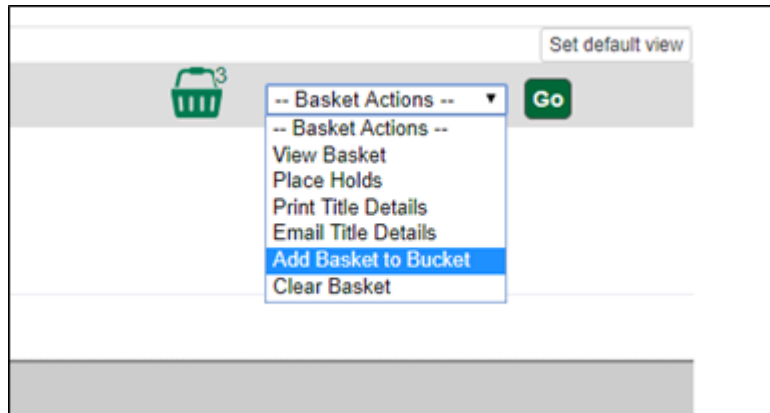 Set default view
3
-- Basket Actions -- Go
-- Basket Actions --
View Basket
Place Holds
Print Title Details
Email Title Details
Add Basket to Bucket
Clear Basket